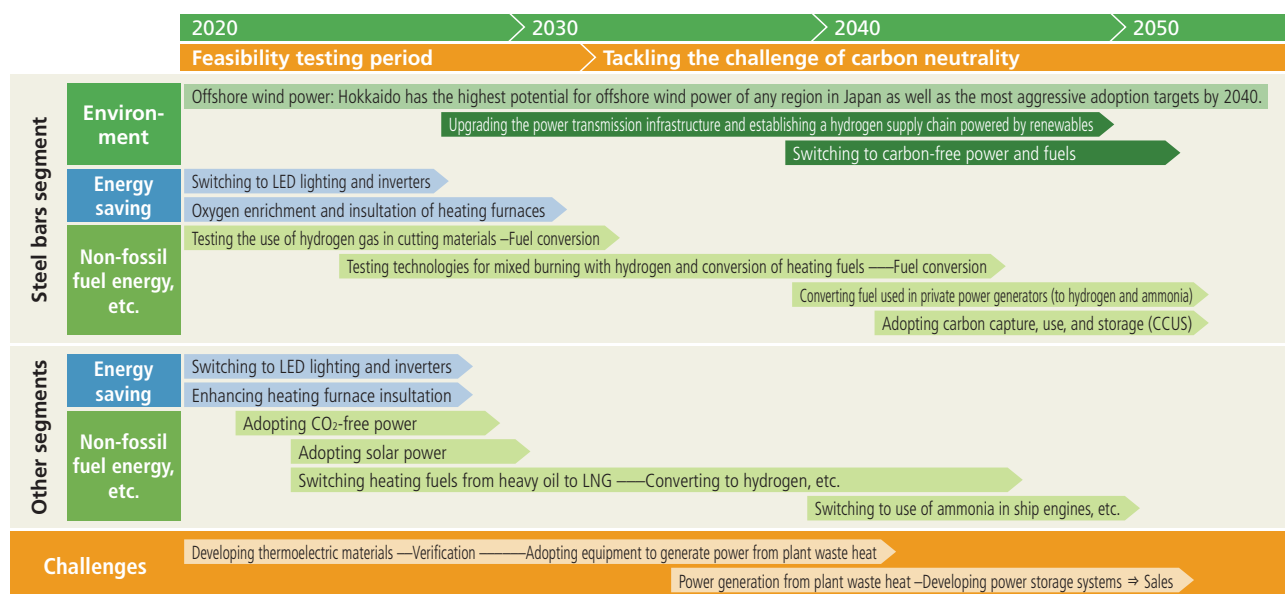 2020 2030 2040 2050
Feasibility testing period Tackling the challenge of carbon neutrality
Steel bars segment
Environ-
ment
Offshore wind power: Hokkaido has the highest potential for offshore wind power of any region in Japan as well as the most aggressive adoption targets by 2040.
Upgrading the power transmission infrastructure and establishing a hydrogen supply chain powered by renewables
Switching to carbon-free power and fuels
Energy
saving
Switching to LED lighting and inverters
Oxygen enrichment and insultation of heating furnaces
Non-fossil
fuel energy,
etc.
Testing the use of hydrogen gas in cutting materials –Fuel conversion
Testing technologies for mixed burning with hydrogen and conversion of heating fuels ——Fuel conversion
Converting fuel used in private power generators (to hydrogen and ammonia)
Adopting carbon capture, use, and storage (CCUS)
Other segments
Energy
saving
Switching to LED lighting and inverters
Enhancing heating furnace insultation
Non-fossil
fuel energy,
etc.
Adopting CO₂-free power
Adopting solar power
Switching heating fuels from heavy oil to LNG ——Converting to hydrogen, etc.
Switching to use of ammonia in ship engines, etc.
Challenges
Developing thermoelectric materials —Verification ———Adopting equipment to generate power from plant waste heat
Power generation from plant waste heat –Developing power storage systems ⇒ Sales